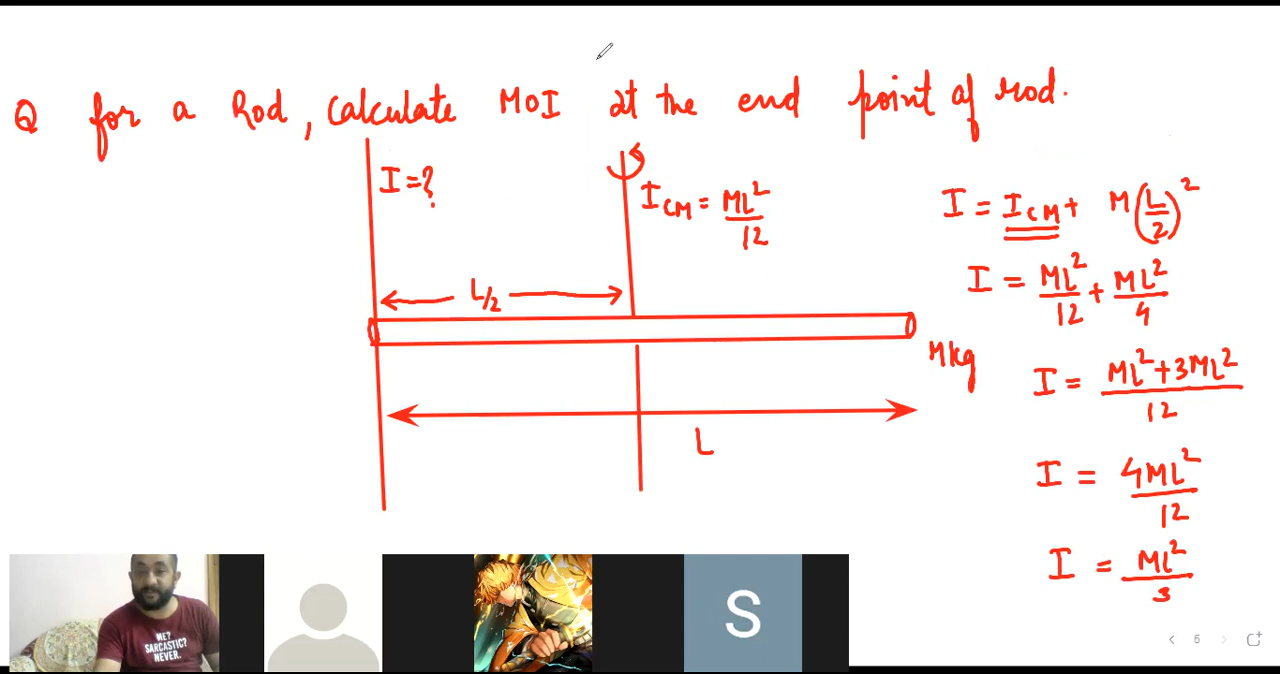 Q for a Rod, calculate MOI at the end point of rod.
I=?
I_CM = ML²/12
L/2
M kg
L
I = I_CM + M(L/2)²
I = ML²/12 + ML²/4
I = ML²+3ML²/12
I = 4ML²/12
I = ML²/3
ME?
SARCASTIC?
NEVER.
S
< 5 >